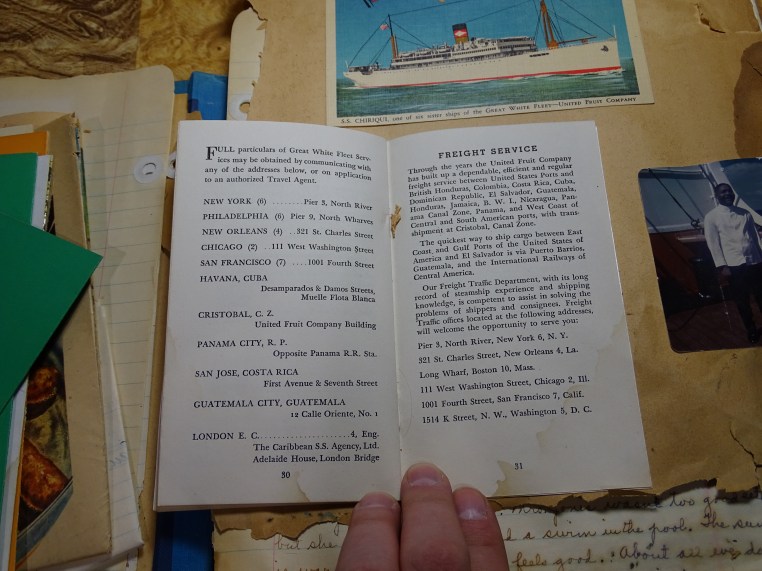 S.S. CHIRIQUI, one of six sister ships of the GREAT WHITE FLEET—UNITED FRUIT COMPANY
FULL particulars of Great White Fleet Serv-
ices may be obtained by communicating with
any of the addresses below, or on application
to an authorized Travel Agent.
NEW YORK (6) .........Pier 3, North River
PHILADELPHIA (6) Pier 9, North Wharves
NEW ORLEANS (4) ..321 St. Charles Street
CHICAGO (2) ...111 West Washington Street
SAN FRANCISCO (7) .....1001 Fourth Street
HAVANA, CUBA
Desamparados & Damos Streets,
Muelle Flota Blanca
CRISTOBAL, C. Z.
United Fruit Company Building
PANAMA CITY, R. P.
Opposite Panama R.R. Sta.
SAN JOSE, COSTA RICA
First Avenue & Seventh Street
GUATEMALA CITY, GUATEMALA
12 Calle Oriente, No. 1
LONDON E. C......................4, Eng.
The Caribbean S.S. Agency, Ltd.
Adelaide House, London Bridge
30
FREIGHT SERVICE
Through the years the United Fruit Company
has built up a dependable, efficient and regular
freight service between United States Ports and
British Honduras, Colombia, Costa Rica, Cuba,
Dominican Republic, El Salvador, Guatemala,
Honduras, Jamaica, B. W. I., Nicaragua, Pan-
ama Canal Zone, Panama, and West Coast of
Central and South American ports, with trans-
shipment at Cristobal, Canal Zone.
The quickest way to ship cargo between East
Coast and Gulf Ports of the United States of
America and El Salvador is via Puerto Barrios,
Guatemala, and the International Railways of
Central America.
Our Freight Traffic Department, with its long
record of steamship experience and shipping
knowledge, is competent to assist in solving the
problems of shippers and consignees. Freight
Traffic offices located at the following addresses,
will welcome the opportunity to serve you:
Pier 3, North River, New York 6, N. Y.
321 St. Charles Street, New Orleans 4, La.
Long Wharf, Boston 10, Mass.
111 West Washington Street, Chicago 2, Ill.
1001 Fourth Street, San Francisco 7, Calif.
1514 K Street, N. W., Washington 5, D. C.
31
too
but she a swim in the pool. The
feels good. About all we do